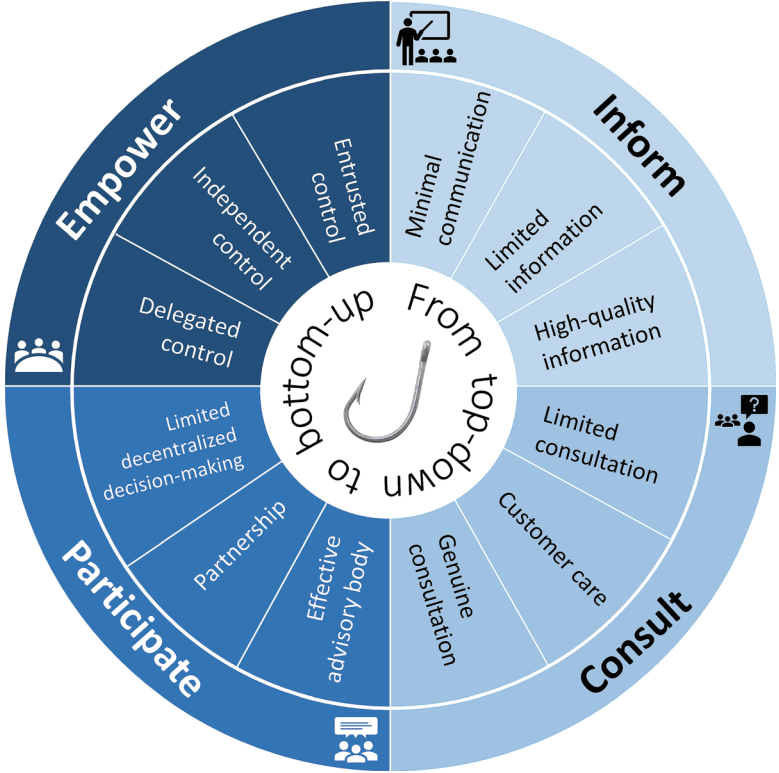 Inform
Minimal
communication
Limited
information
High-quality
information
Consult
Limited
consultation
Customer care
Genuine
consultation
Participate
Effective
advisory body
Partnership
Limited
decentralized
decision-making
Empower
Delegated
control
Independent
control
Entrusted
control
From top-down to bottom-up
?